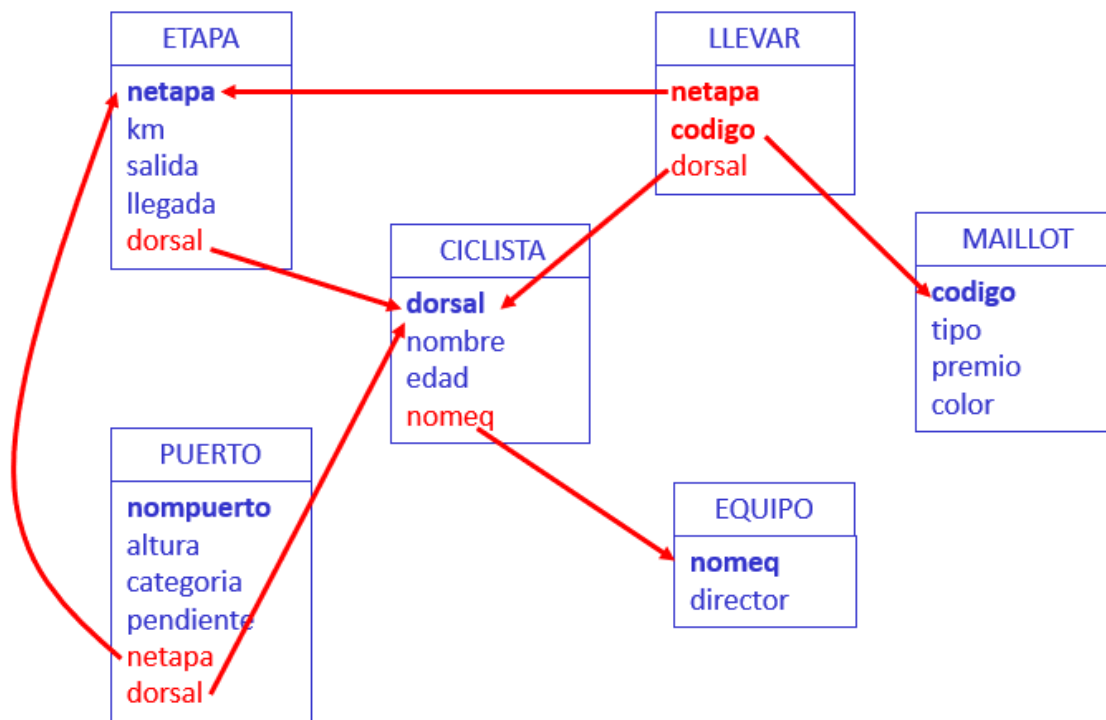 ETAPA
netapa
km
salida
llegada
dorsal
LLEVAR
netapa
codigo
dorsal
CICLISTA
dorsal
nombre
edad
nomeq
MAILLOT
codigo
tipo
premio
color
PUERTO
nompuerto
altura
categoria
pendiente
netapa
dorsal
EQUIPO
nomeq
director